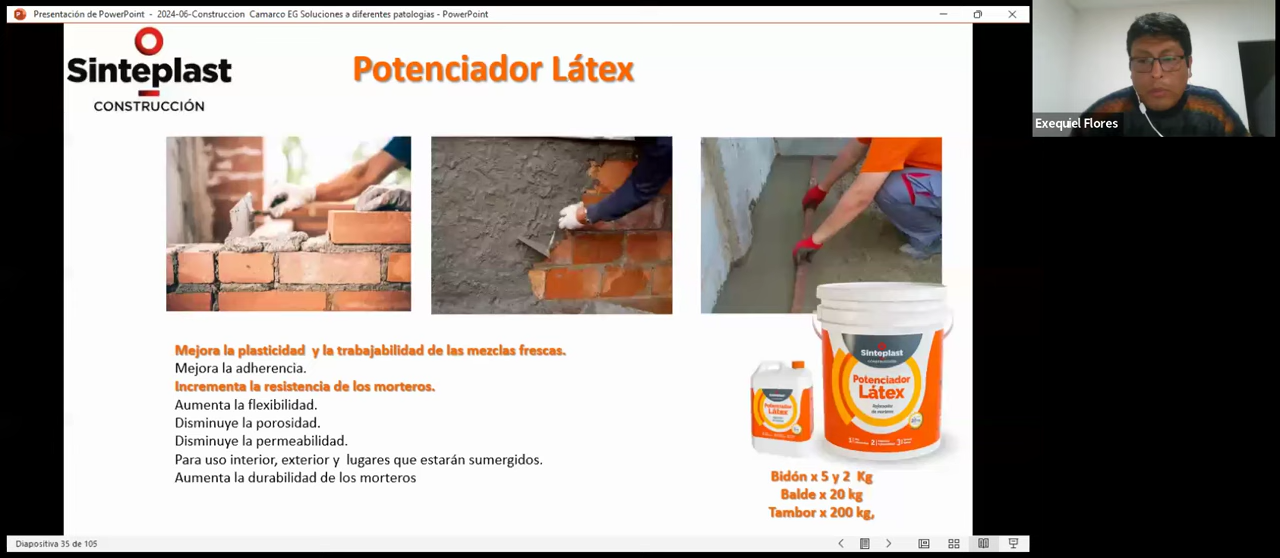 Presentación de PowerPoint - 2024-06-Construccion Camarco EG Soluciones a diferentes patologias - PowerPoint
Sinteplast
CONSTRUCCIÓN
Potenciador Látex
Exequiel Flores
Mejora la plasticidad y la trabajabilidad de las mezclas frescas.
Mejora la adherencia.
Incrementa la resistencia de los morteros.
Aumenta la flexibilidad.
Disminuye la porosidad.
Disminuye la permeabilidad.
Para uso interior, exterior y lugares que estarán sumergidos.
Aumenta la durabilidad de los morteros
Sinteplast
Potenciador
Látex
Potenciador
Látex
Bidón x 5 y 2 Kg
Balde x 20 kg
Tambor x 200 kg,
Diapositiva 35 de 105